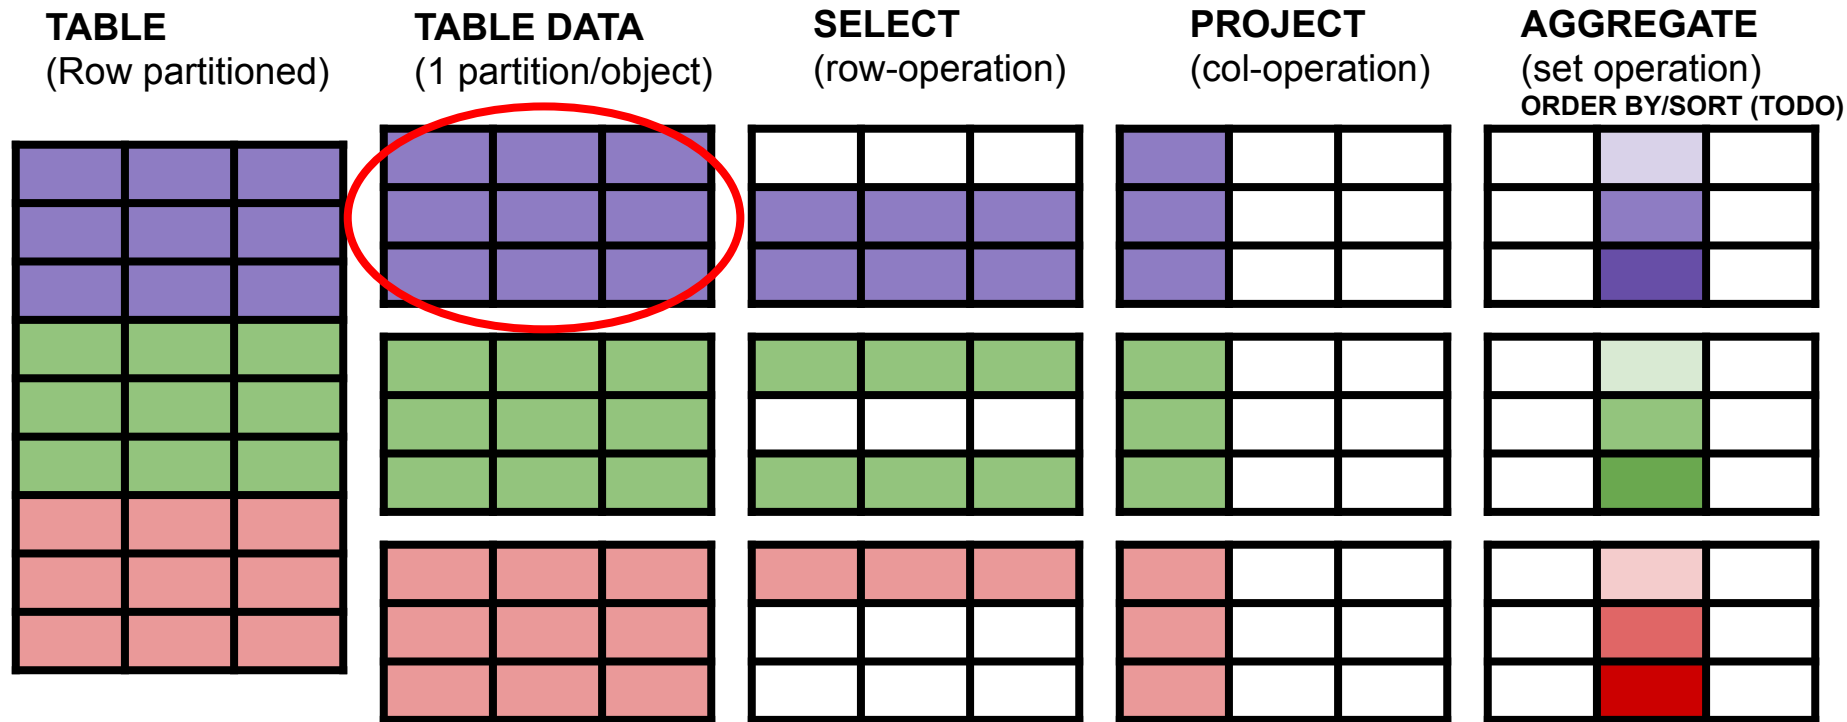 TABLE
(Row partitioned)
TABLE DATA
(1 partition/object)
SELECT
(row-operation)
PROJECT
(col-operation)
AGGREGATE
(set operation)
ORDER BY/SORT (TODO)